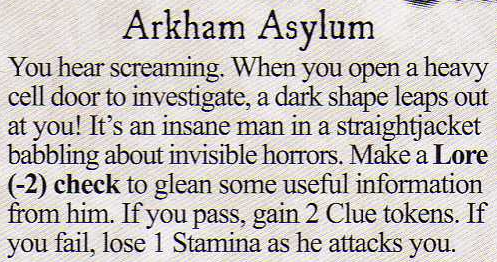 Arkham Asylum
You hear screaming. When you open a heavy
cell door to investigate, a dark shape leaps out
at you! It's an insane man in a straightjacket
babbling about invisible horrors. Make a Lore
(-2) check to glean some useful information
from him. If you pass, gain 2 Clue tokens. If
you fail, lose 1 Stamina as he attacks you.